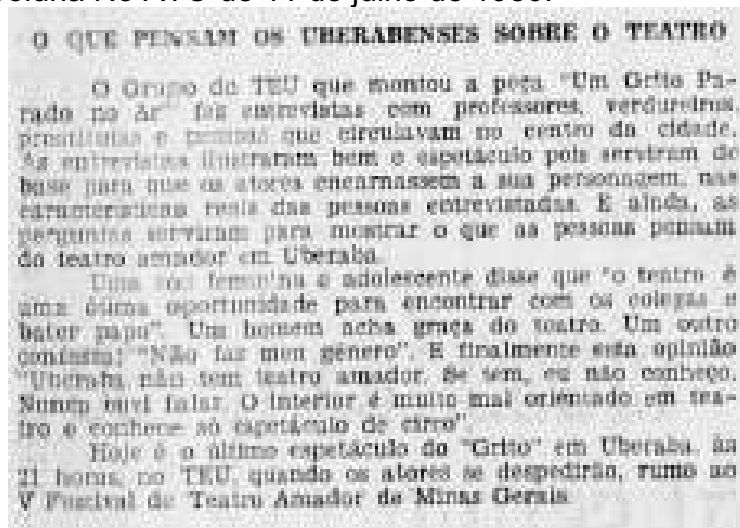 de 11 de julho de
O QUE PENSAM OS UBERABENSES SOBRE O TEATRO
O Grupo do TEU que montou a peça "Um Grito Pa-
rado no Ar" fez entrevistas com professores, verdureiros,
prostitutas e pessoas que circulavam no centro da cidade.
As entrevistas ilustraram bem o espetáculo pois serviram de
base para que os atores encarnassem a sua personagem, nas
características reais das pessoas entrevistadas. E ainda, as
perguntas serviram para mostrar o que as pessoas pensam
do teatro amador em Uberaba.
Uma voz feminina e adolescente disse que "o teatro é
uma ótima oportunidade para encontrar com os colegas e
bater papo". Um homem acha graça do teatro. Um outro
"Não faz meu gênero". E finalmente esta opinião
"Uberaba não tem teatro amador. Se tem, eu não conheço.
Nunca ouvi falar. O interior é muito mal orientado em tea-
tro e conhece só espetáculo de circo".
Hoje é o último espetáculo do "Grito" em Uberaba, às
21 horas, no TEU, quando os atores se despedirão, rumo ao
V Festival de Teatro Amador de Minas Gerais